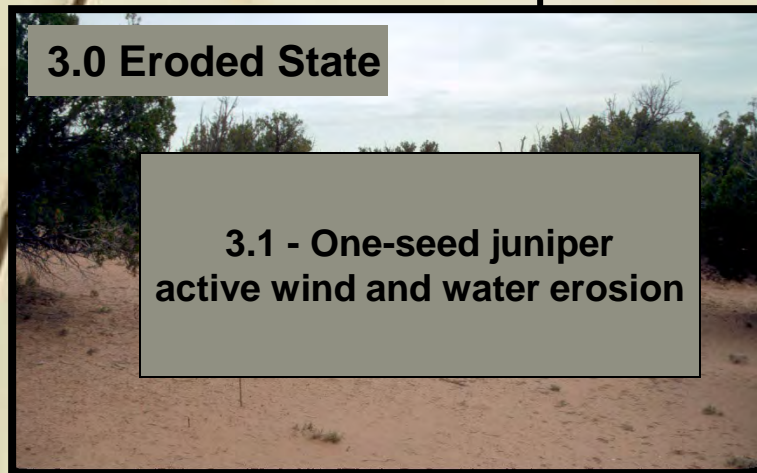 3.0 Eroded State
3.1 - One-seed juniper
active wind and water erosion